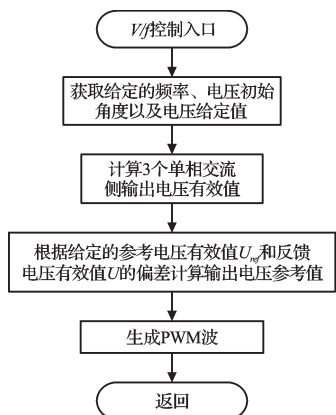 V/f控制入口
获取给定的频率、电压初始
角度以及电压给定值
计算3个单相交流
侧输出电压有效值
根据给定的参考电压有效值Uref和反馈
电压有效值U的偏差计算输出电压参考值
生成PWM波
返回